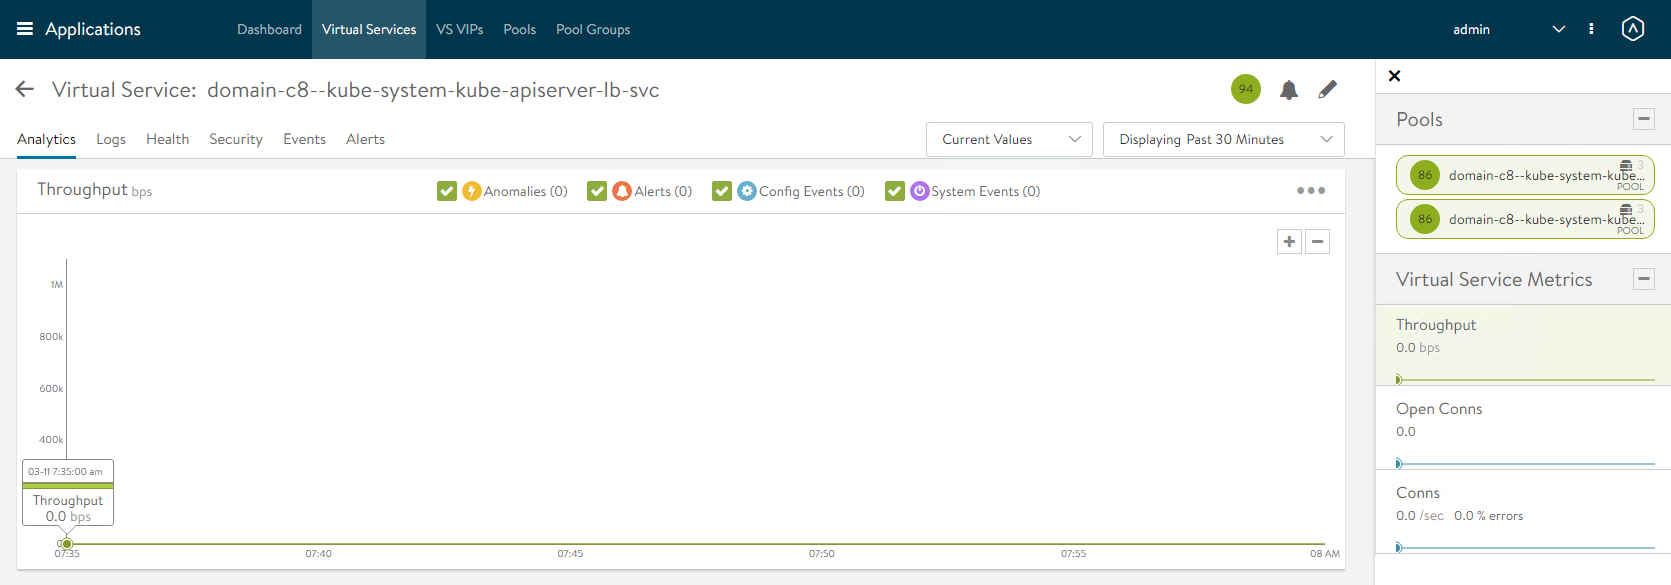 Applications
Dashboard
Virtual Services
VS VIPs
Pools
Pool Groups
admin
Virtual Service: domain-c8--kube-system-kube-apiserver-lb-svc
94
Analytics
Logs
Health
Security
Events
Alerts
Current Values
Displaying Past 30 Minutes
Throughput bps
Anomalies (0)
Alerts (0)
Config Events (0)
System Events (0)
1M
800k
600k
400k
03-11 7:35:00 am
Throughput
0.0 bps
0
07:35
07:40
07:45
07:50
07:55
08 AM
Pools
86
domain-c8--kube-system-kube...
3
POOL
86
domain-c8--kube-system-kube...
3
POOL
Virtual Service Metrics
Throughput
0.0 bps
Open Conns
0.0
Conns
0.0 /sec 0.0 % errors